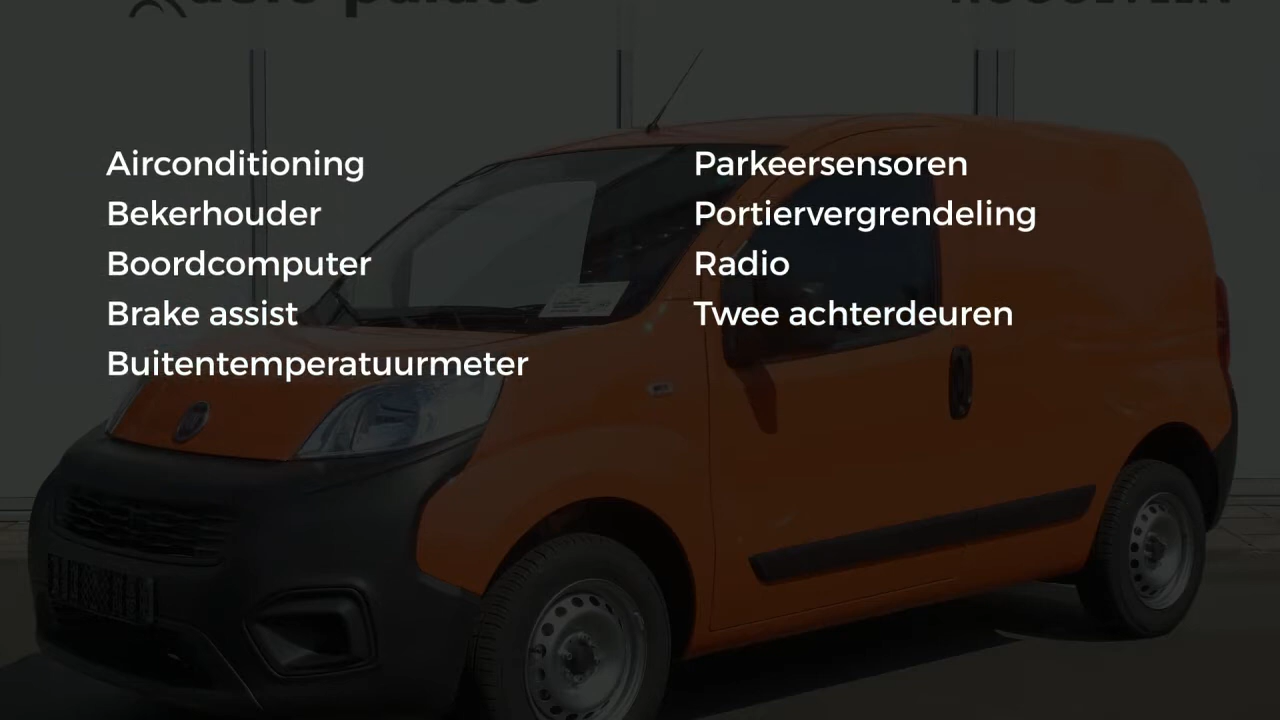 Airconditioning
Bekerhouder
Boordcomputer
Brake assist
Buitentemperatuurmeter
Parkeersensoren
Portiervergrendeling
Radio
Twee achterdeuren